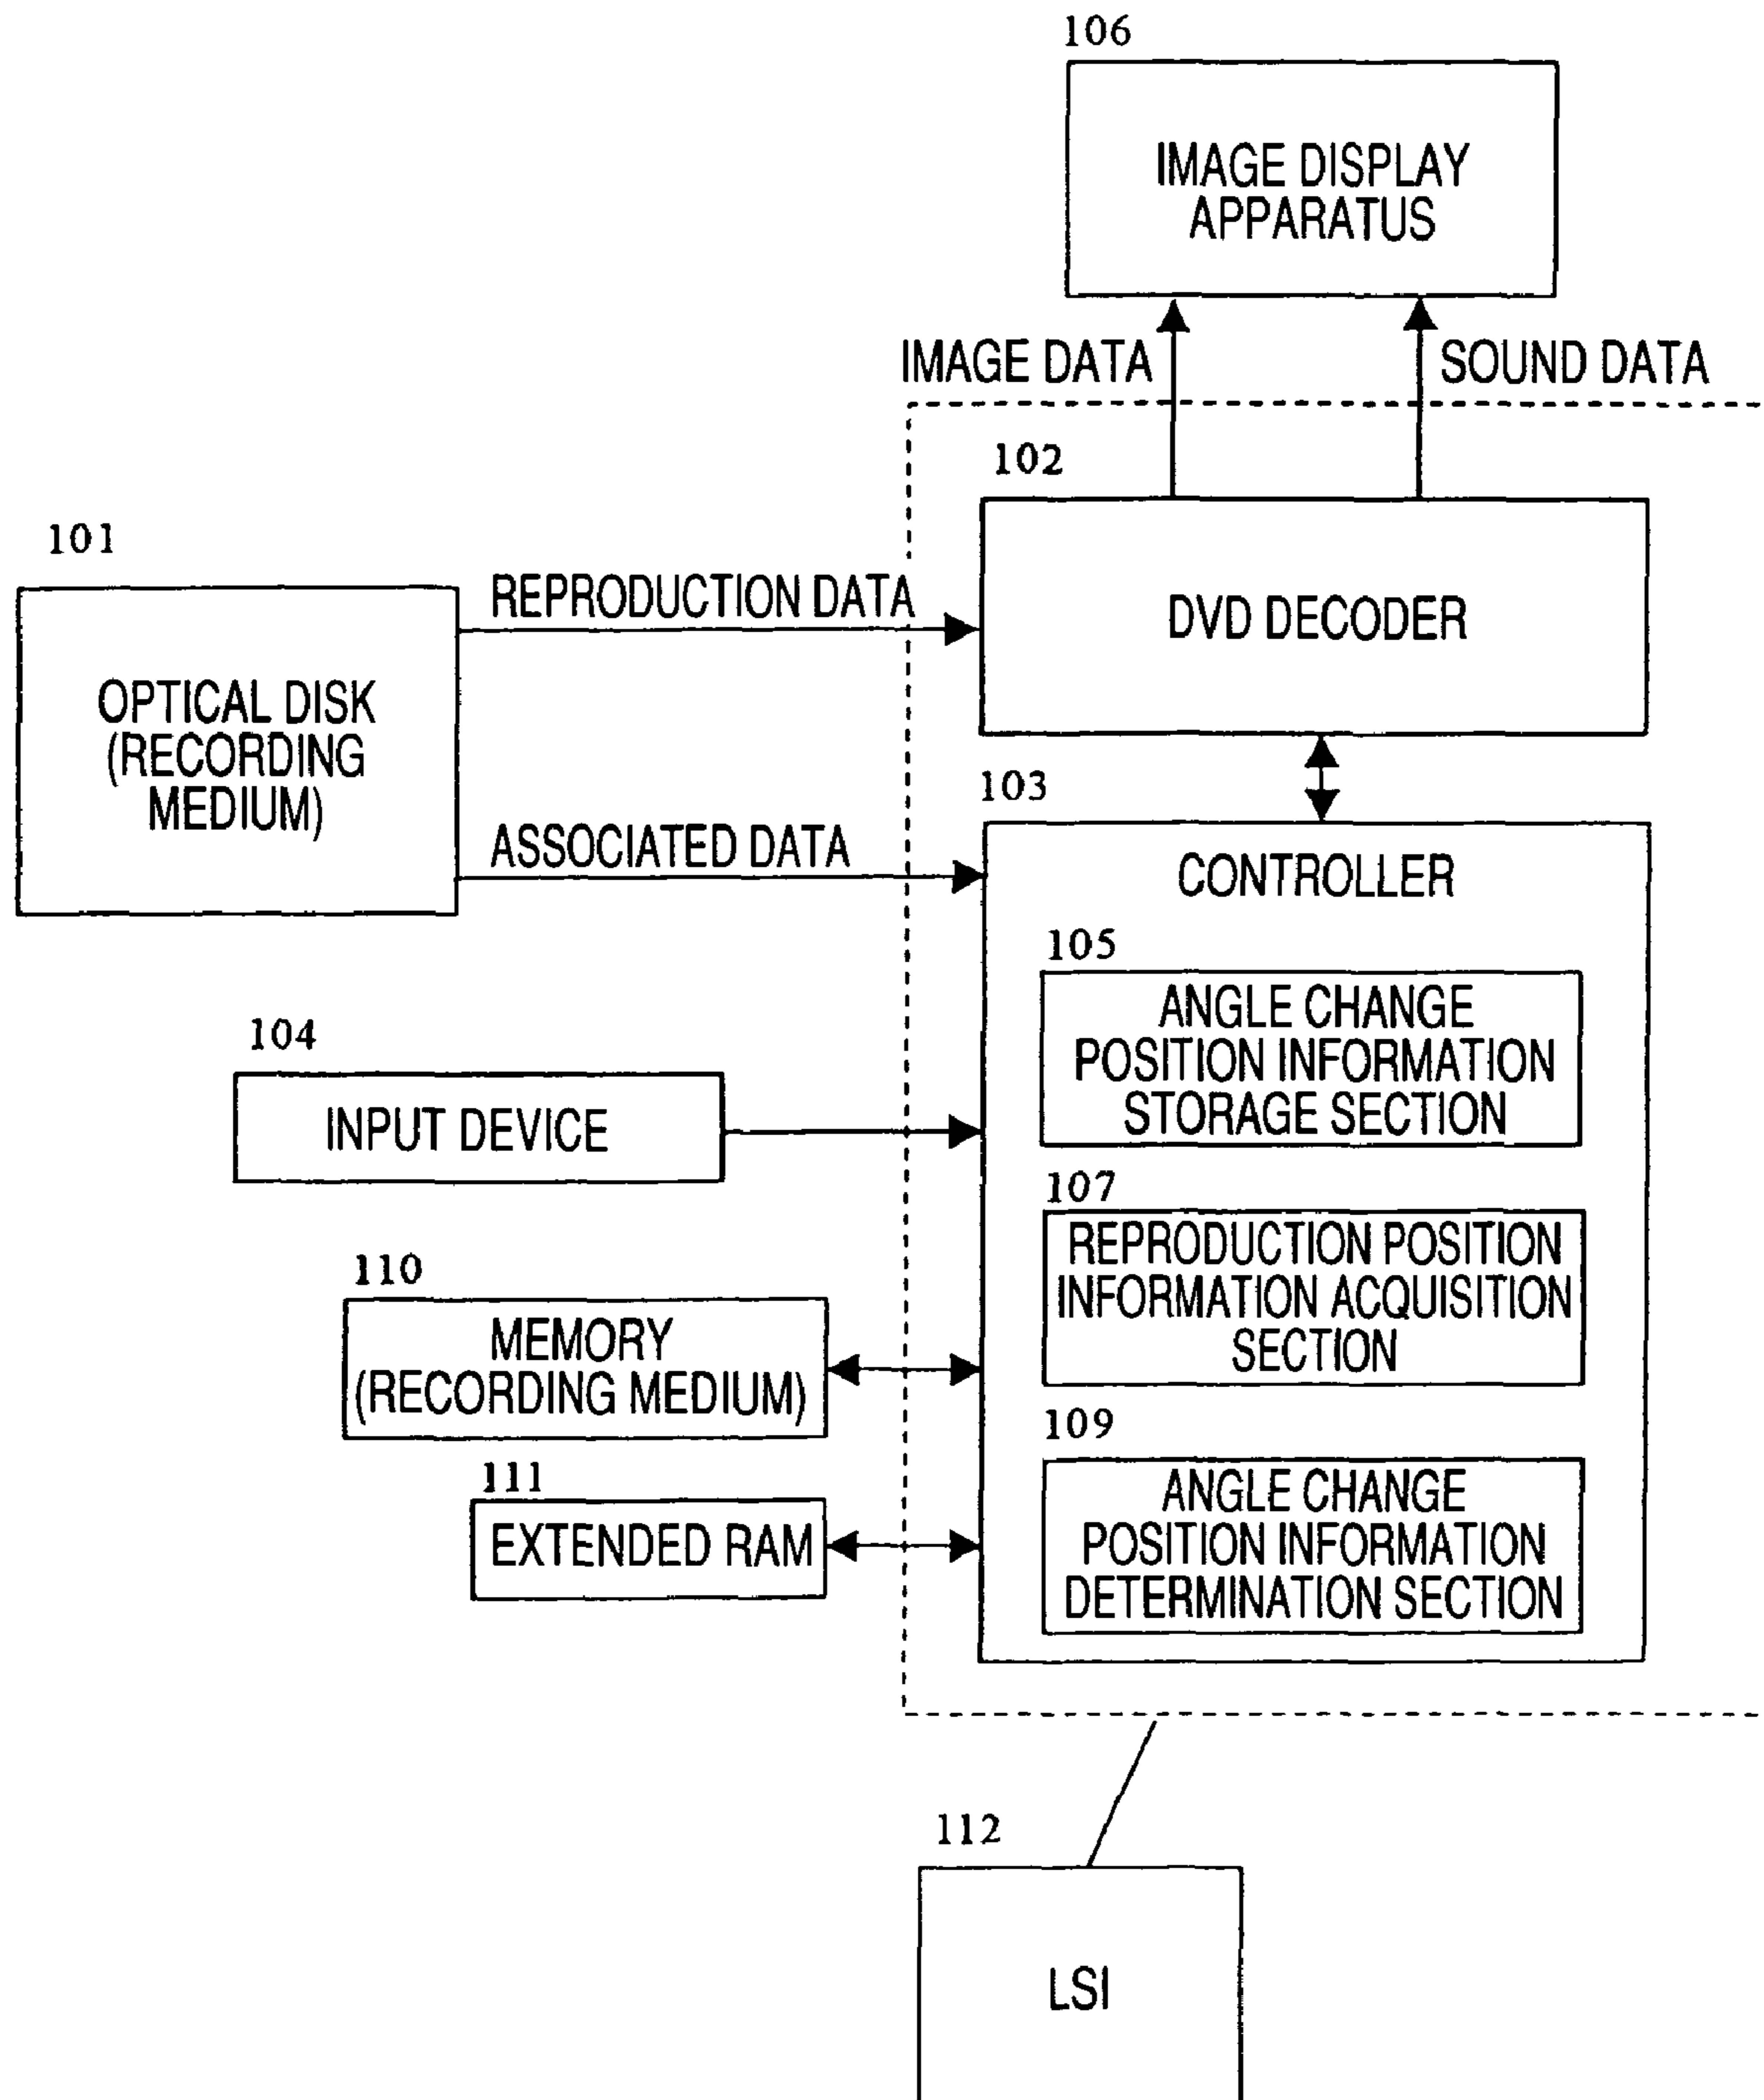 106
IMAGE DISPLAY
APPARATUS
IMAGE DATA
SOUND DATA
102
DVD DECODER
101
OPTICAL DISK
(RECORDING
MEDIUM)
REPRODUCTION DATA
ASSOCIATED DATA
103
CONTROLLER
105
ANGLE CHANGE
POSITION INFORMATION
STORAGE SECTION
104
INPUT DEVICE
107
REPRODUCTION POSITION
INFORMATION ACQUISITION
SECTION
110
MEMORY
(RECORDING MEDIUM)
109
ANGLE CHANGE
POSITION INFORMATION
DETERMINATION SECTION
111
EXTENDED RAM
112
LSI